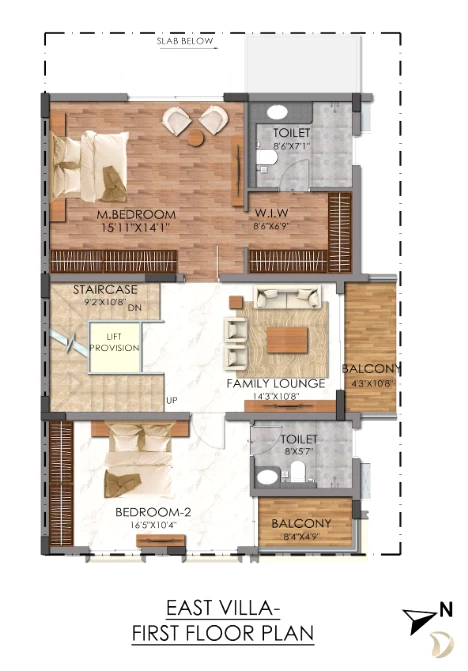 SLAB BELOW
TOILET
8'6"X7'1"
M.BEDROOM
15'11"X14'1"
W.I.W
8'6"X6'9"
STAIRCASE
9'2"X10'8"
DN
LIFT
PROVISION
UP
FAMILY LOUNGE
14'3"X10'8"
BALCONY
4'3"X10'8"
TOILET
8'X5'7"
BEDROOM-2
16'5"X10'4"
BALCONY
8'4"X4'9"
EAST VILLA-
FIRST FLOOR PLAN
N